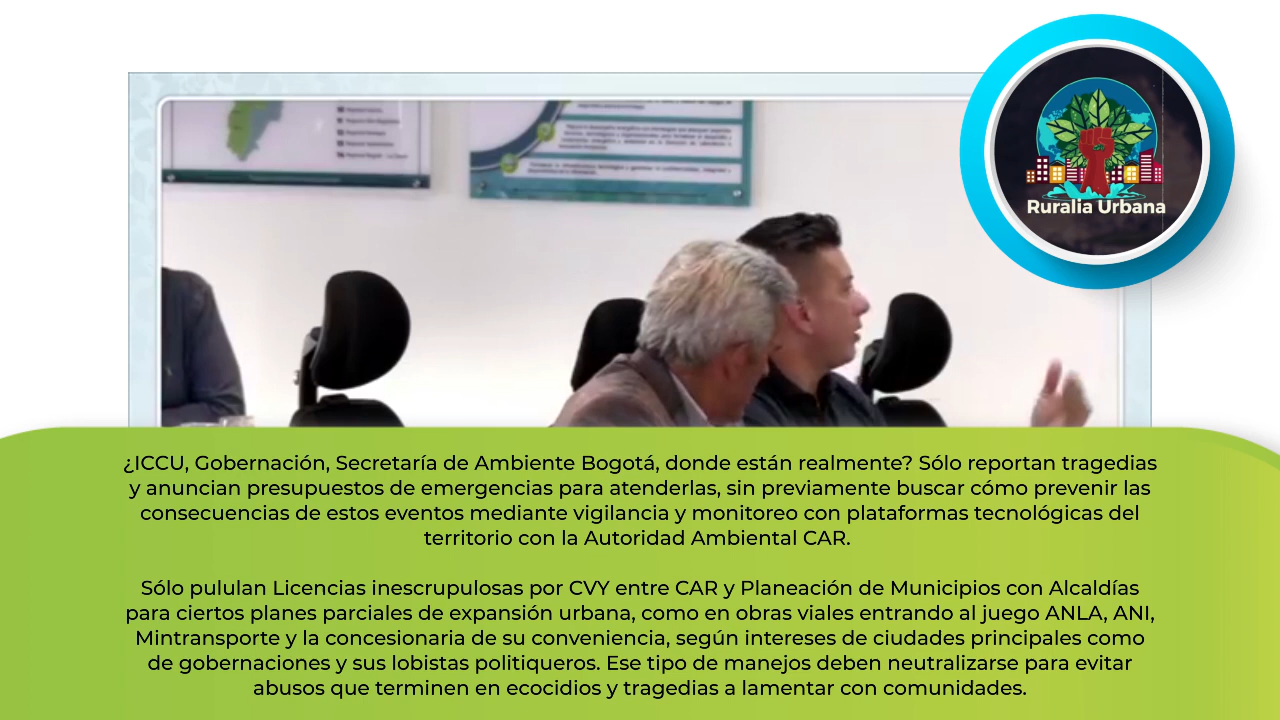 Ruralia Urbana
¿ICCU, Gobernación, Secretaría de Ambiente Bogotá, donde están realmente? Sólo reportan tragedias
y anuncian presupuestos de emergencias para atenderlas, sin previamente buscar cómo prevenir las
consecuencias de estos eventos mediante vigilancia y monitoreo con plataformas tecnológicas del
territorio con la Autoridad Ambiental CAR.
Sólo pululan Licencias inescrupulosas por CVY entre CAR y Planeación de Municipios con Alcaldías
para ciertos planes parciales de expansión urbana, como en obras viales entrando al juego ANLA, ANI,
Mintransporte y la concesionaria de su conveniencia, según intereses de ciudades principales como
de gobernaciones y sus lobistas politiqueros. Ese tipo de manejos deben neutralizarse para evitar
abusos que terminen en ecocidios y tragedias a lamentar con comunidades.